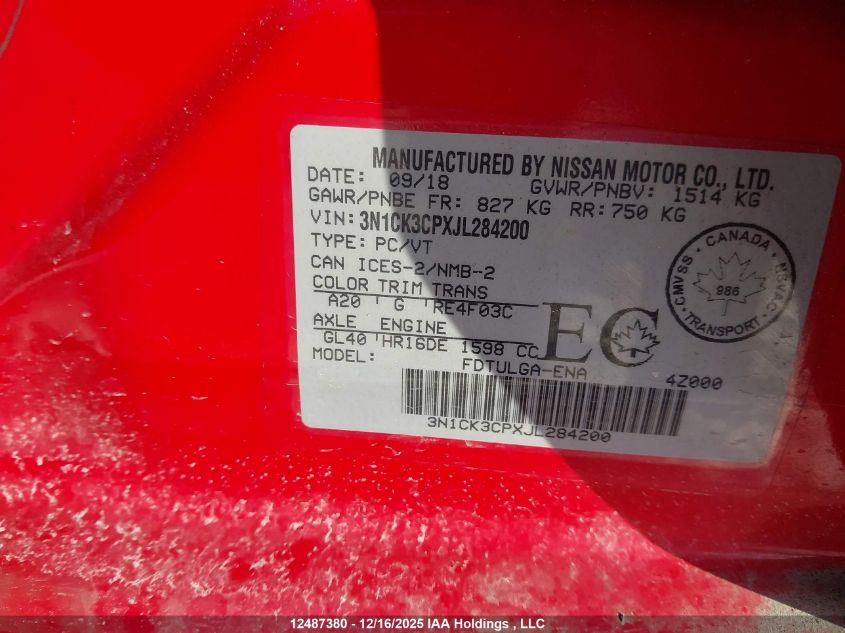 MANUFACTURED BY NISSAN MOTOR CO., LTD.
DATE: 09/18 GVWR/PNBV: 1514 KG
GAWR/PNBE FR: 827 KG RR: 750 KG
VIN: 3N1CK3CPXJL284200
TYPE: PC/VT
CAN ICES-2/NMB-2
COLOR TRIM TRANS
A20 G RE4F03C
AXLE ENGINE
GL40 HR16DE 1598 CC
MODEL: FDTULGA-ENA
EC
4Z000
3N1CK3CPXJL284200
CANADA
CMVSS NSVAC
986
TRANSPORT
12487380 - 12/16/2025 IAA Holdings , LLC